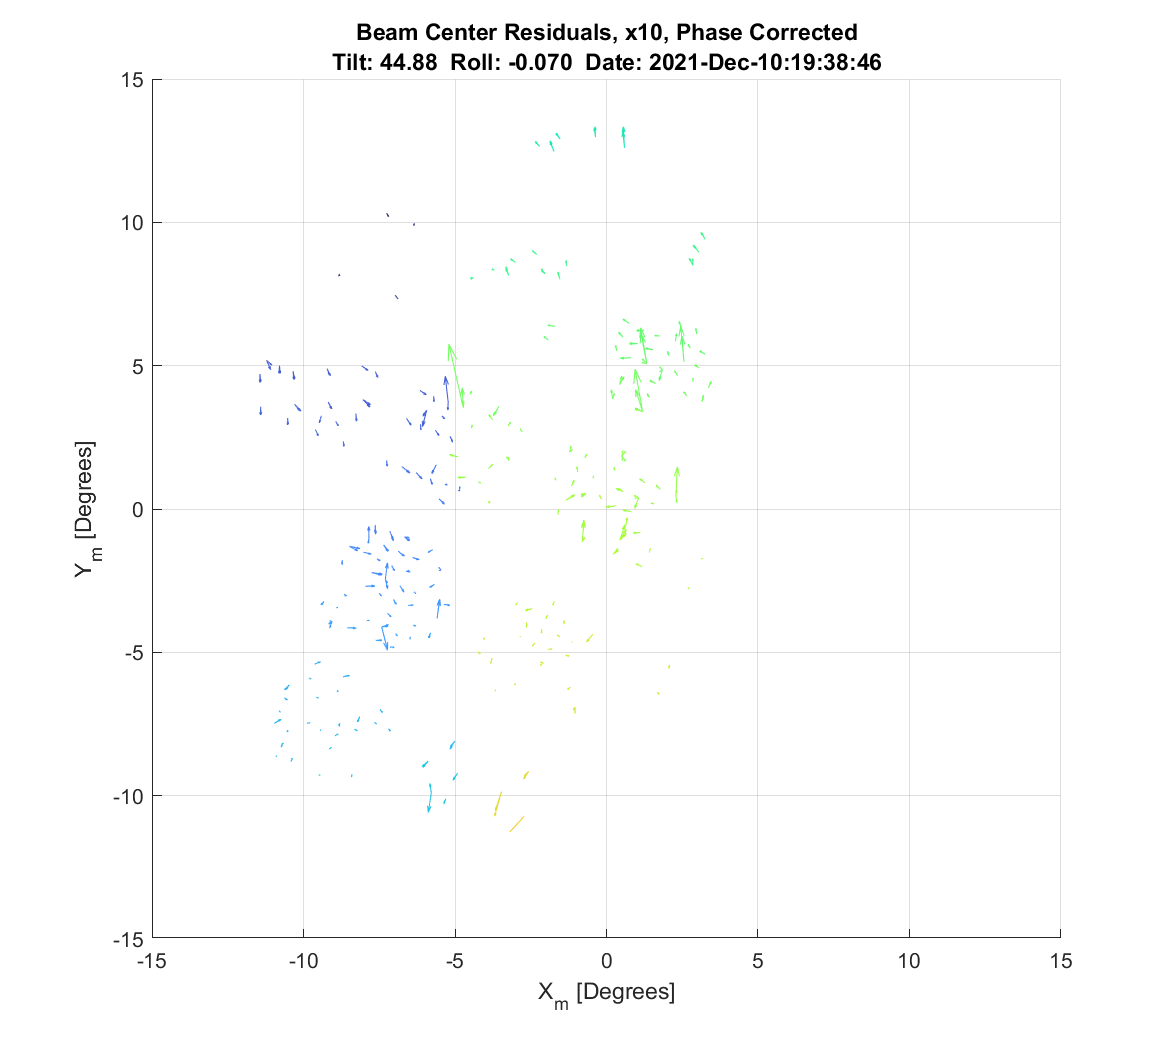 Beam Center Residuals, x10, Phase Corrected
Tilt: 44.88 Roll: -0.070 Date: 2021-Dec-10:19:38:46
15
10
5
0
-5
-10
-15
Y_m [Degrees]
-15 -10 -5 0 5 10 15
X_m [Degrees]